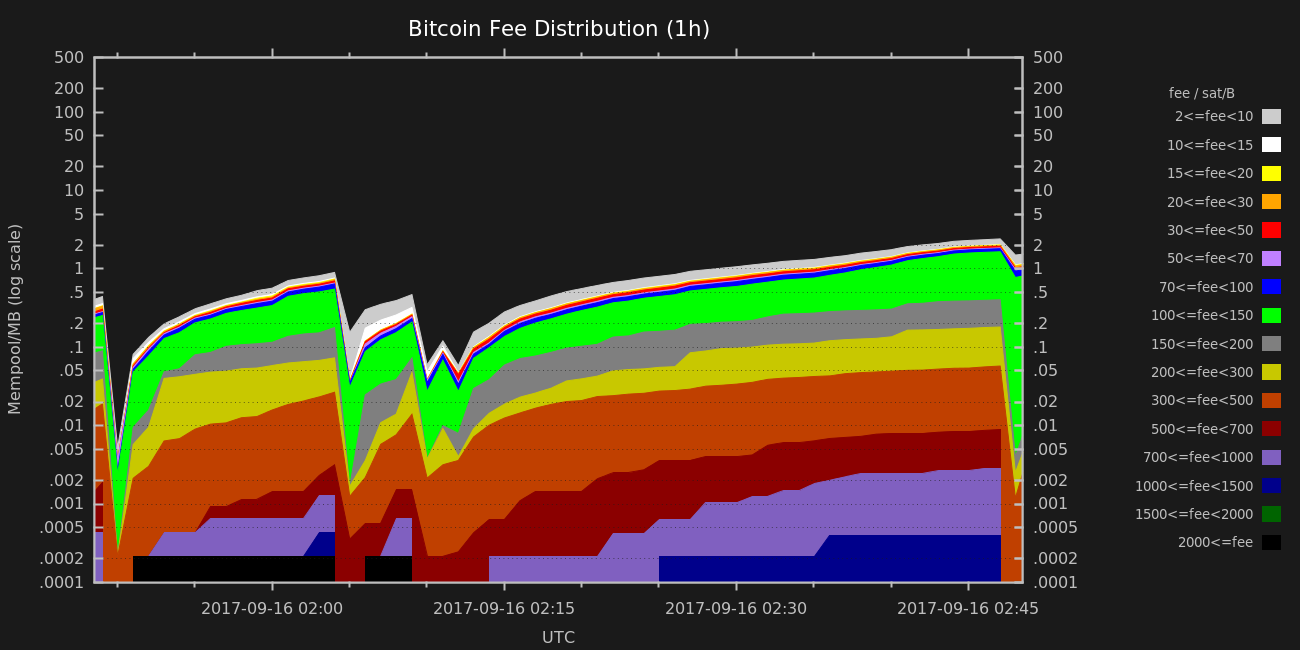 Bitcoin Fee Distribution (1h)
500 500
200 200
100 100
50 50
20 20
10 10
5 5
2 2
1 1
.5 .5
.2 .2
.1 .1
.05 .05
.02 .02
.01 .01
.005 .005
.002 .002
.001 .001
.0005 .0005
.0002 .0002
.0001 .0001
Mempool/MB (log scale)
2017-09-16 02:00 2017-09-16 02:15 2017-09-16 02:30 2017-09-16 02:45
UTC
fee / sat/B
2<=fee<10
10<=fee<15
15<=fee<20
20<=fee<30
30<=fee<50
50<=fee<70
70<=fee<100
100<=fee<150
150<=fee<200
200<=fee<300
300<=fee<500
500<=fee<700
700<=fee<1000
1000<=fee<1500
1500<=fee<2000
2000<=fee